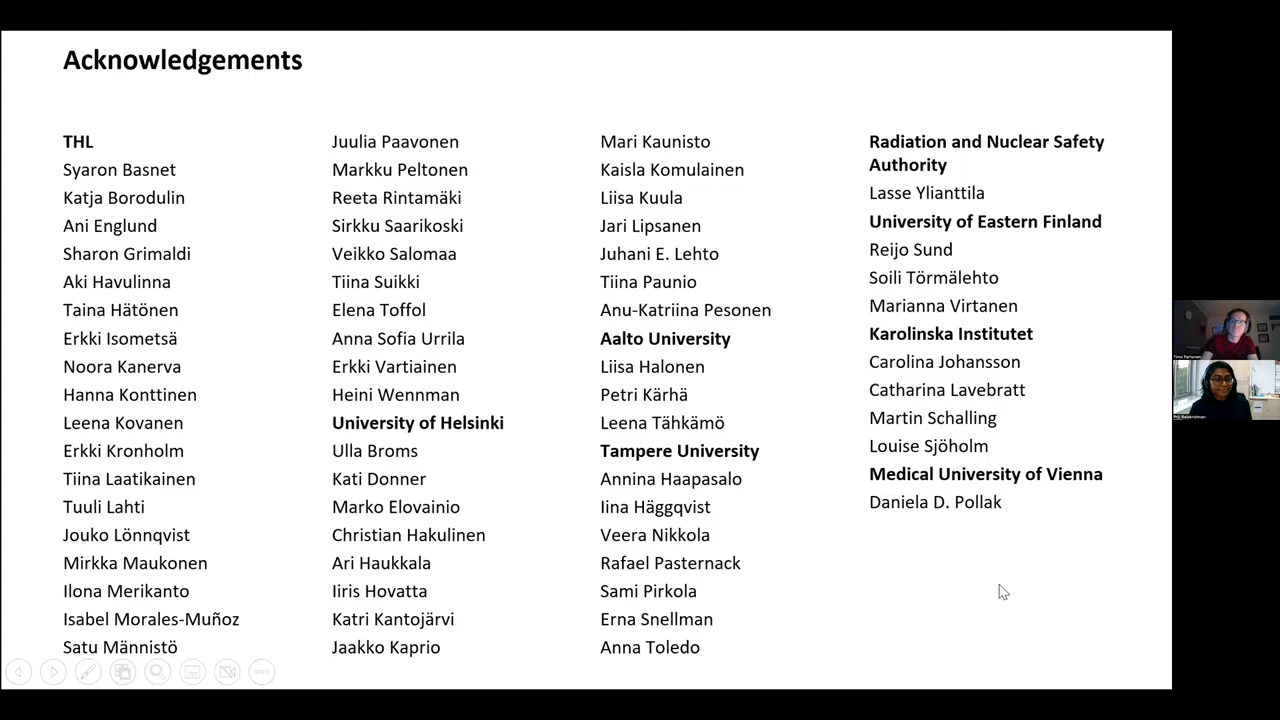 Acknowledgements
THL
Syaron Basnet
Katja Borodulin
Ani Englund
Sharon Grimaldi
Aki Havulinna
Taina Hätönen
Erkki Isometsä
Noora Kanerva
Hanna Konttinen
Leena Kovanen
Erkki Kronholm
Tiina Laatikainen
Tuuli Lahti
Jouko Lönnqvist
Mirkka Maukonen
Ilona Merikanto
Isabel Morales-Muñoz
Satu Männistö
Juulia Paavonen
Markku Peltonen
Reeta Rintamäki
Sirkku Saarikoski
Veikko Salomaa
Tiina Suikki
Elena Toffol
Anna Sofia Urrila
Erkki Vartiainen
Heini Wennman
University of Helsinki
Ulla Broms
Kati Donner
Marko Elovainio
Christian Hakulinen
Ari Haukkala
Iiris Hovatta
Katri Kantojärvi
Jaakko Kaprio
Mari Kaunisto
Kaisla Komulainen
Liisa Kuula
Jari Lipsanen
Juhani E. Lehto
Tiina Paunio
Anu-Katriina Pesonen
Aalto University
Liisa Halonen
Petri Kärhä
Leena Tähkämö
Tampere University
Annina Haapasalo
Iina Häggqvist
Veera Nikkola
Rafael Pasternack
Sami Pirkola
Erna Snellman
Anna Toledo
Radiation and Nuclear Safety
Authority
Lasse Ylianttila
University of Eastern Finland
Reijo Sund
Soili Törmälehto
Marianna Virtanen
Karolinska Institutet
Carolina Johansson
Catharina Lavebratt
Martin Schalling
Louise Sjöholm
Medical University of Vienna
Daniela D. Pollak
Timo Partonen
Balakrishnan